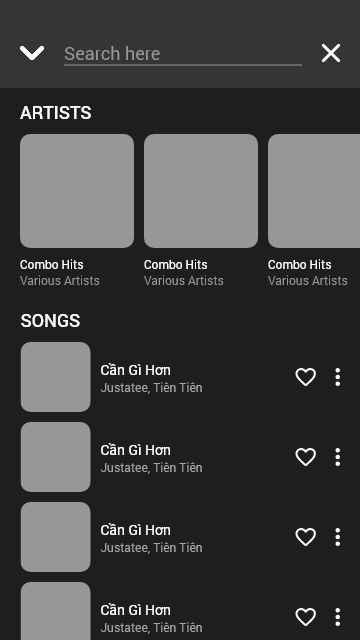 Search here
ARTISTS
Combo Hits
Various Artists
Combo Hits
Various Artists
Combo Hits
Various Artists
SONGS
Cần Gì Hơn
Justatee, Tiên Tiên
Cần Gì Hơn
Justatee, Tiên Tiên
Cần Gì Hơn
Justatee, Tiên Tiên
Cần Gì Hơn
Justatee, Tiên Tiên